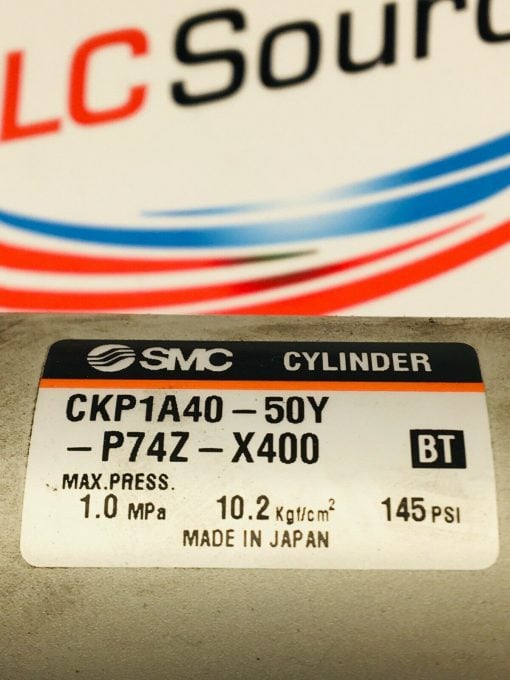 LC Sourc
SMC CYLINDER
CKP1A40-50Y
-P74Z-X400
BT
MAX.PRESS.
1.0 MPa 10.2 Kgf/cm² 145 PSI
MADE IN JAPAN